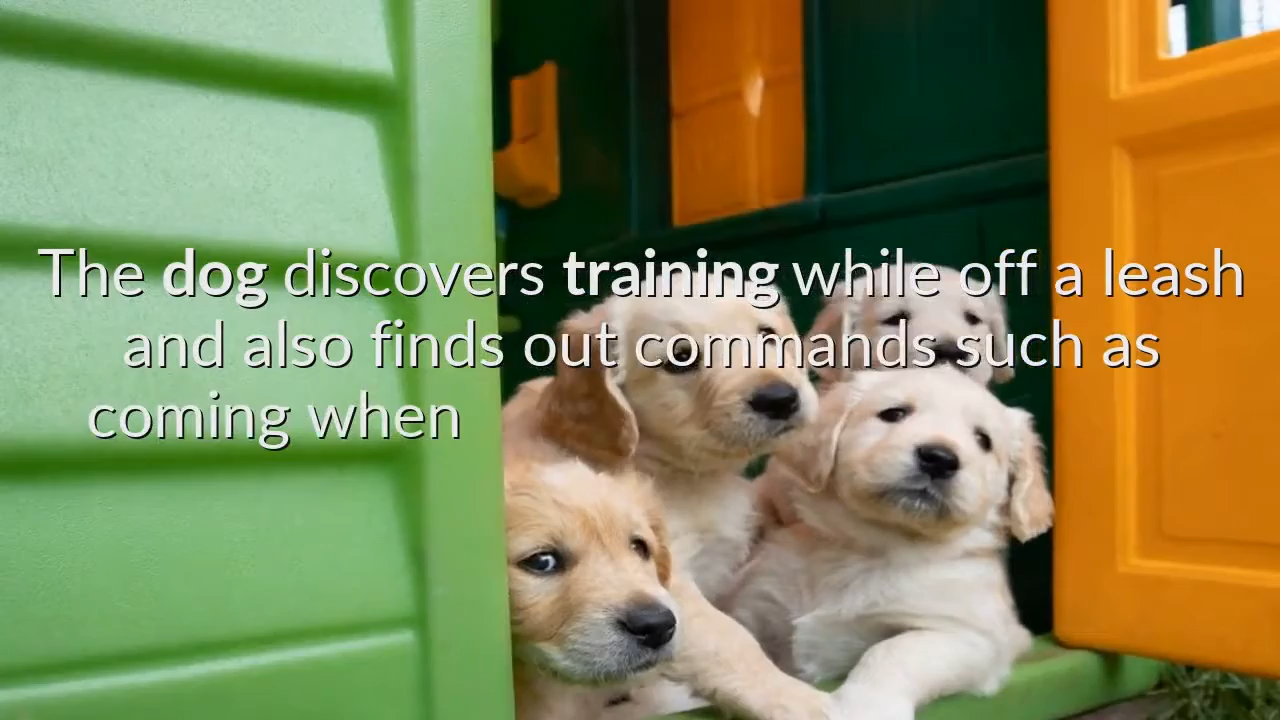 The dog discovers training while off a leash
and also finds out commands such as
coming when